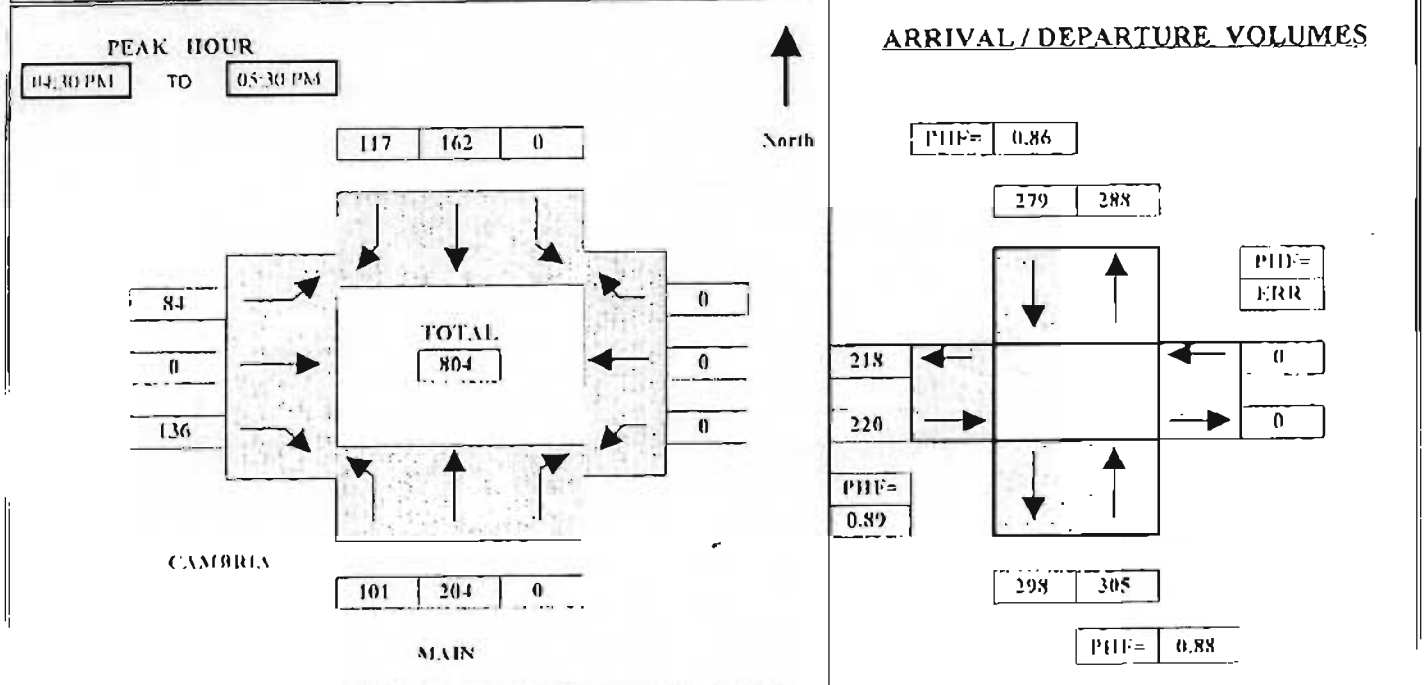 PEAK HOUR
04:30 PM TO 05:30 PM
117 162 0
North
84
0
136
TOTAL
804
0
0
0
CAMBRIA
101 204 0
MAIN
ARRIVAL / DEPARTURE VOLUMES
PHF= 0.86
279 288
PHF=
ERR
218
220
0
0
PHF=
0.89
298 305
PHF= 0.88